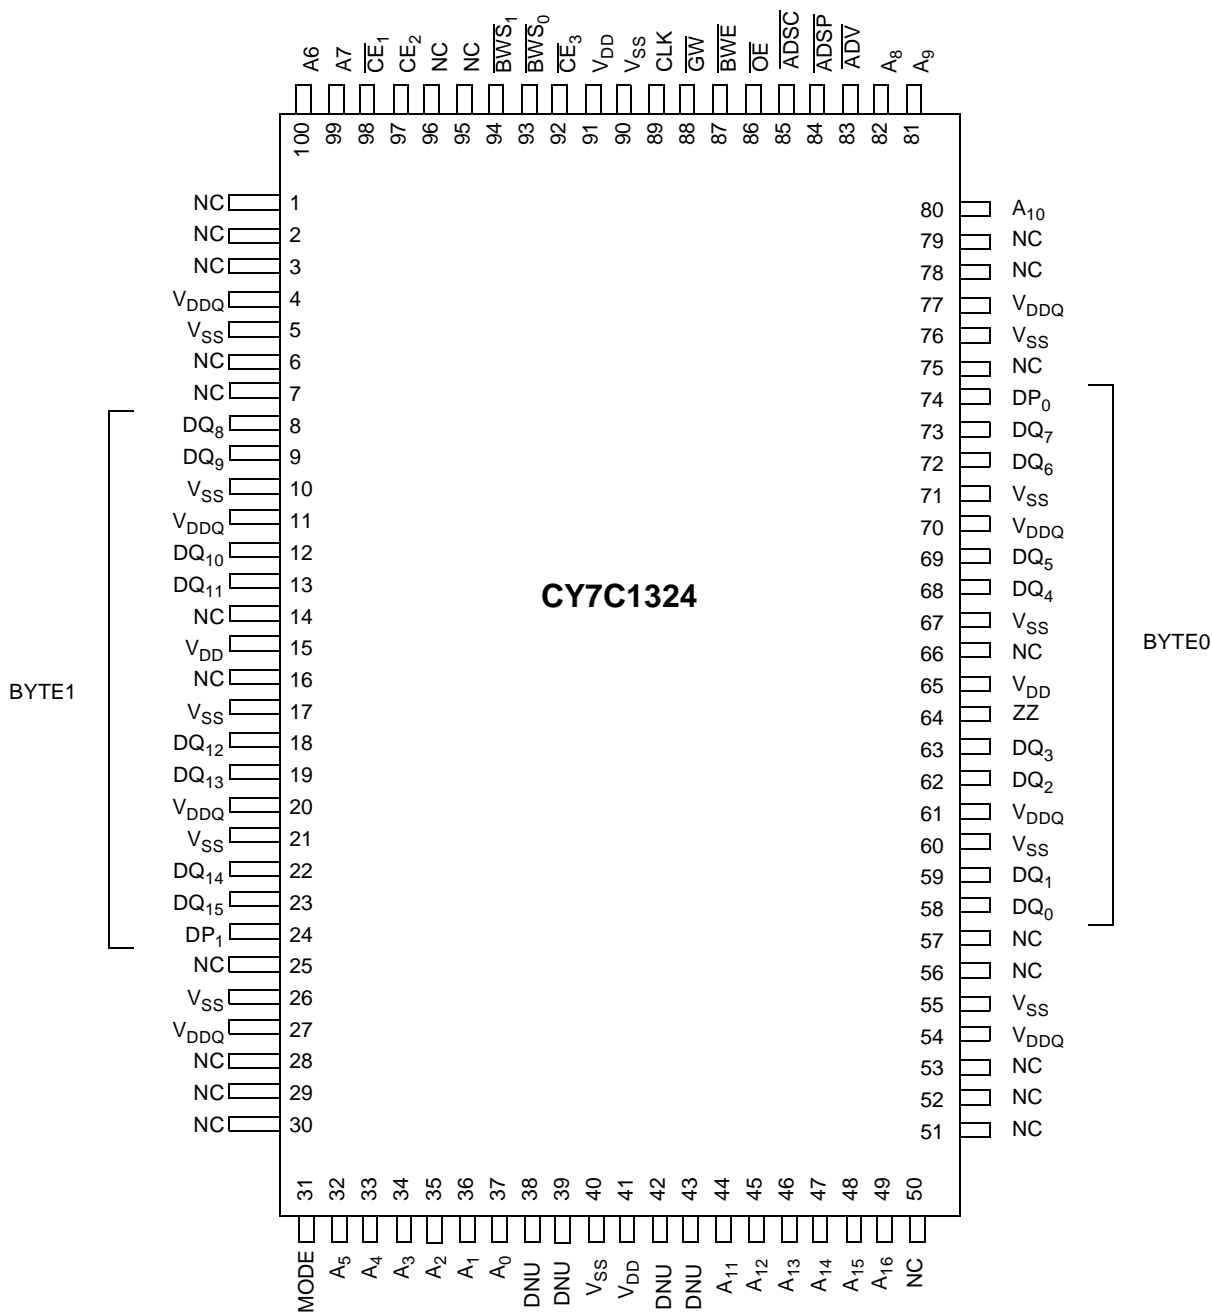 A6 A7 CE1 CE2 NC NC BWS1 BWS0 CE3 VDD VSS CLK GW BWE OE ADSC ADSP ADV A8 A9
100 99 98 97 96 95 94 93 92 91 90 89 88 87 86 85 84 83 82 81
NC 1
NC 2
NC 3
VDDQ 4
VSS 5
NC 6
NC 7
DQ8 8
DQ9 9
VSS 10
VDDQ 11
DQ10 12
DQ11 13
NC 14
VDD 15
NC 16
VSS 17
DQ12 18
DQ13 19
VDDQ 20
VSS 21
DQ14 22
DQ15 23
DP1 24
NC 25
VSS 26
VDDQ 27
NC 28
NC 29
NC 30
BYTE1
CY7C1324
80 A10
79 NC
78 NC
77 VDDQ
76 VSS
75 NC
74 DP0
73 DQ7
72 DQ6
71 VSS
70 VDDQ
69 DQ5
68 DQ4
67 VSS
66 NC
65 VDD
64 ZZ
63 DQ3
62 DQ2
61 VDDQ
60 VSS
59 DQ1
58 DQ0
57 NC
56 NC
55 VSS
54 VDDQ
53 NC
52 NC
51 NC
BYTE0
31 32 33 34 35 36 37 38 39 40 41 42 43 44 45 46 47 48 49 50
MODE A5 A4 A3 A2 A1 A0 DNU DNU VSS VDD DNU DNU A11 A12 A13 A14 A15 A16 NC